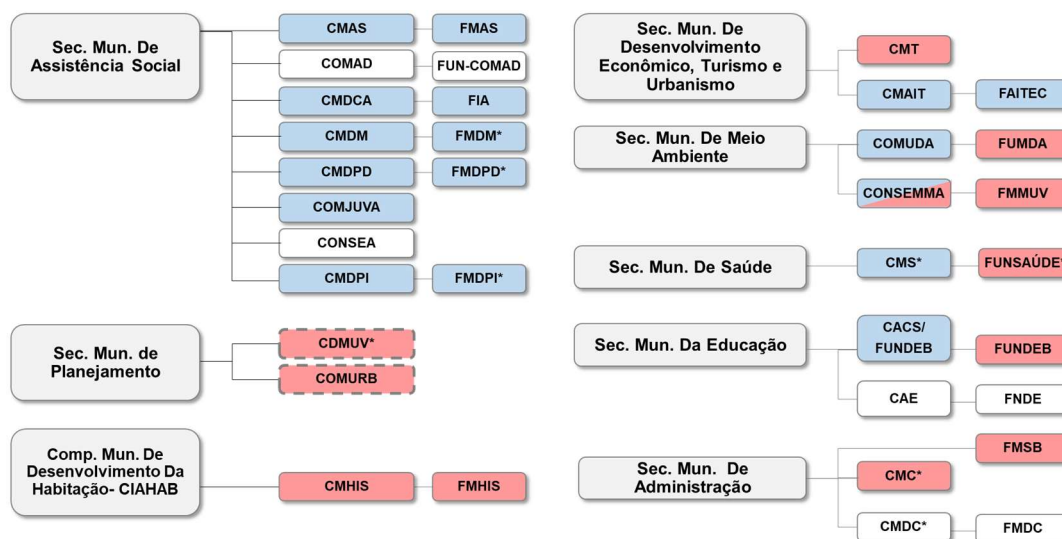 Sec. Mun. De
Assistência Social
CMAS
FMAS
COMAD
FUN-COMAD
CMDCA
FIA
CMDM
FMDM*
CMDPD
FMDPD*
COMJUVA
CONSEA
CMDPI
FMDPI*
Sec. Mun. de
Planejamento
CDMUV*
COMURB
Comp. Mun. De
Desenvolvimento Da
Habitação- CIAHAB
CMHIS
FMHIS
Sec. Mun. De
Desenvolvimento
Econômico, Turismo e
Urbanismo
CMT
CMAIT
FAITEC
Sec. Mun. De Meio
Ambiente
COMUDA
FUMDA
CONSEMMA
FMMUV
Sec. Mun. De Saúde
CMS*
FUNSAÚDE*
Sec. Mun. Da Educação
CACS/
FUNDEB
FUNDEB
CAE
FNDE
Sec. Mun. De
Administração
FMSB
CMC*
CMDC*
FMDC